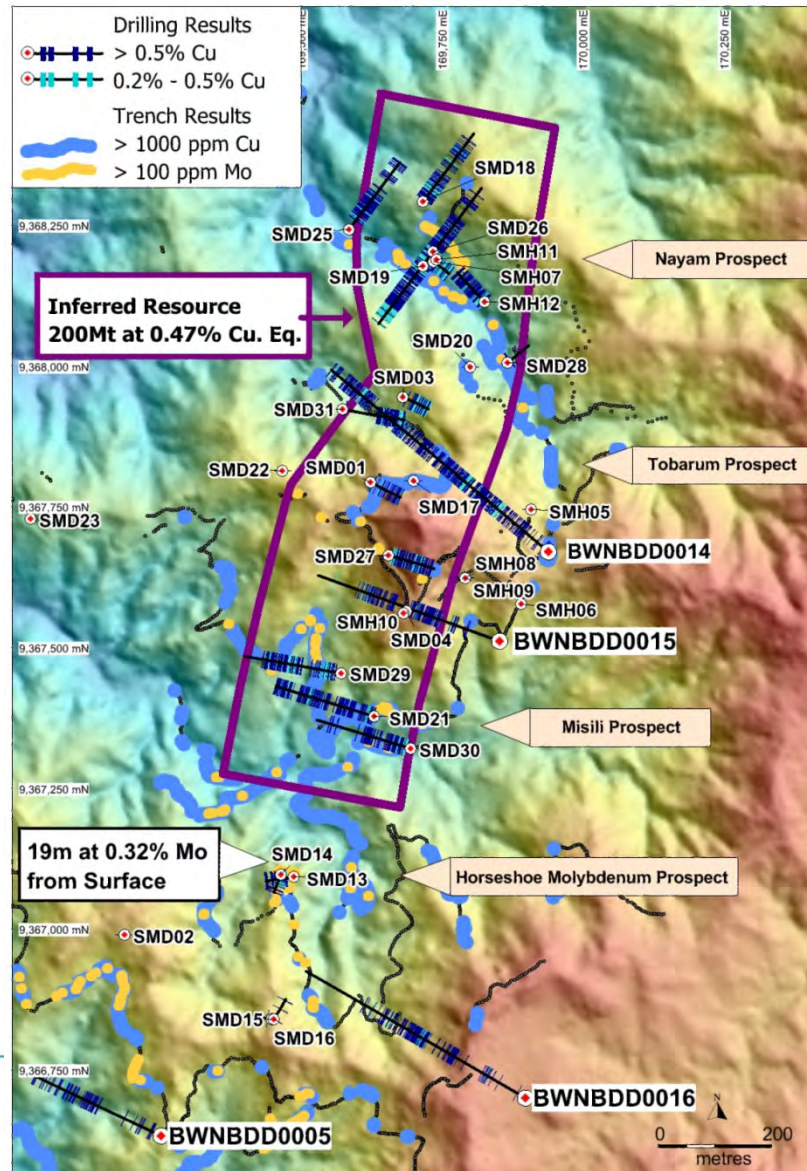 Drilling Results
> 0.5% Cu
0.2% - 0.5% Cu
Trench Results
> 1000 ppm Cu
> 100 ppm Mo
169,750 mE
170,000 mE
170,250 mE
SMD18
9,368,250 mN
SMD25
SMD26
SMH11
SMD19
SMH07
Nayam Prospect
SMH12
Inferred Resource
200Mt at 0.47% Cu. Eq.
SMD20
9,368,000 mN
SMD03
SMD28
SMD31
SMD22
SMD01
Tobarum Prospect
9,367,750 mN
SMD23
SMD17
SMH05
BWNBDD0014
SMD27
SMH08
SMH09
SMH06
SMH10
SMD04
BWNBDD0015
9,367,500 mN
SMD29
SMD21
Misili Prospect
SMD30
9,367,250 mN
19m at 0.32% Mo
from Surface
SMD14
SMD13
Horseshoe Molybdenum Prospect
9,367,000 mN
SMD02
SMD15
SMD16
9,366,750 mN
BWNBDD0016
BWNBDD0005
N
0 200
metres